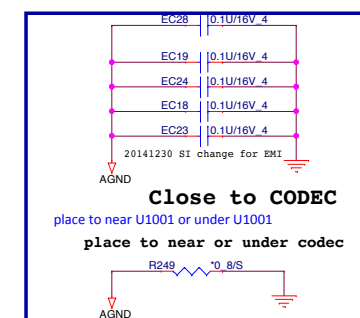 EC28 0.1U/16V_4
EC19 0.1U/16V_4
EC24 0.1U/16V_4
EC18 0.1U/16V_4
EC23 0.1U/16V_4
20141230 SI change for EMI
AGND
Close to CODEC
place to near U1001 or under U1001
place to near or under codec
R249 *0_8/S
AGND